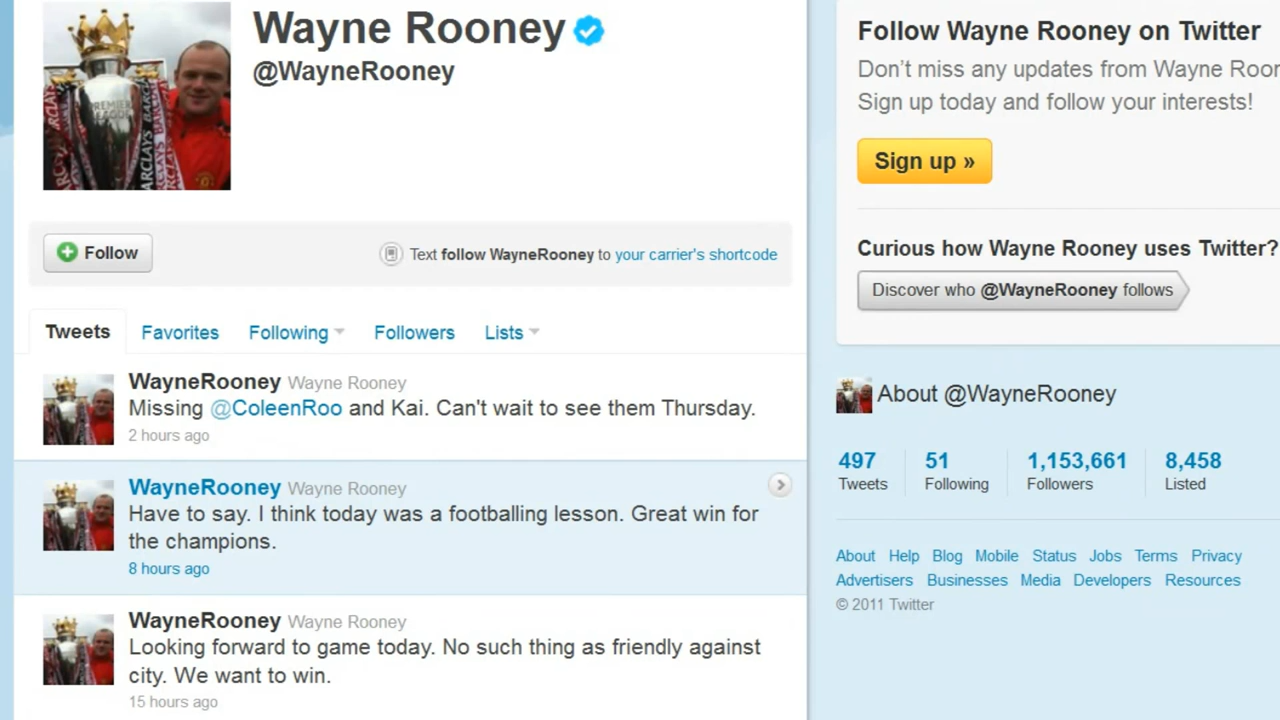 Wayne Rooney
@WayneRooney
Follow
Text follow WayneRooney to your carrier's shortcode
Tweets Favorites Following Followers Lists
WayneRooney Wayne Rooney
Missing @ColeenRoo and Kai. Can't wait to see them Thursday.
2 hours ago
WayneRooney Wayne Rooney
Have to say. I think today was a footballing lesson. Great win for
the champions.
8 hours ago
WayneRooney Wayne Rooney
Looking forward to game today. No such thing as friendly against
city. We want to win.
15 hours ago
Follow Wayne Rooney on Twitter
Don't miss any updates from Wayne Roon
Sign up today and follow your interests!
Sign up »
Curious how Wayne Rooney uses Twitter?
Discover who @WayneRooney follows
About @WayneRooney
497 51 1,153,661 8,458
Tweets Following Followers Listed
About Help Blog Mobile Status Jobs Terms Privacy
Advertisers Businesses Media Developers Resources
© 2011 Twitter